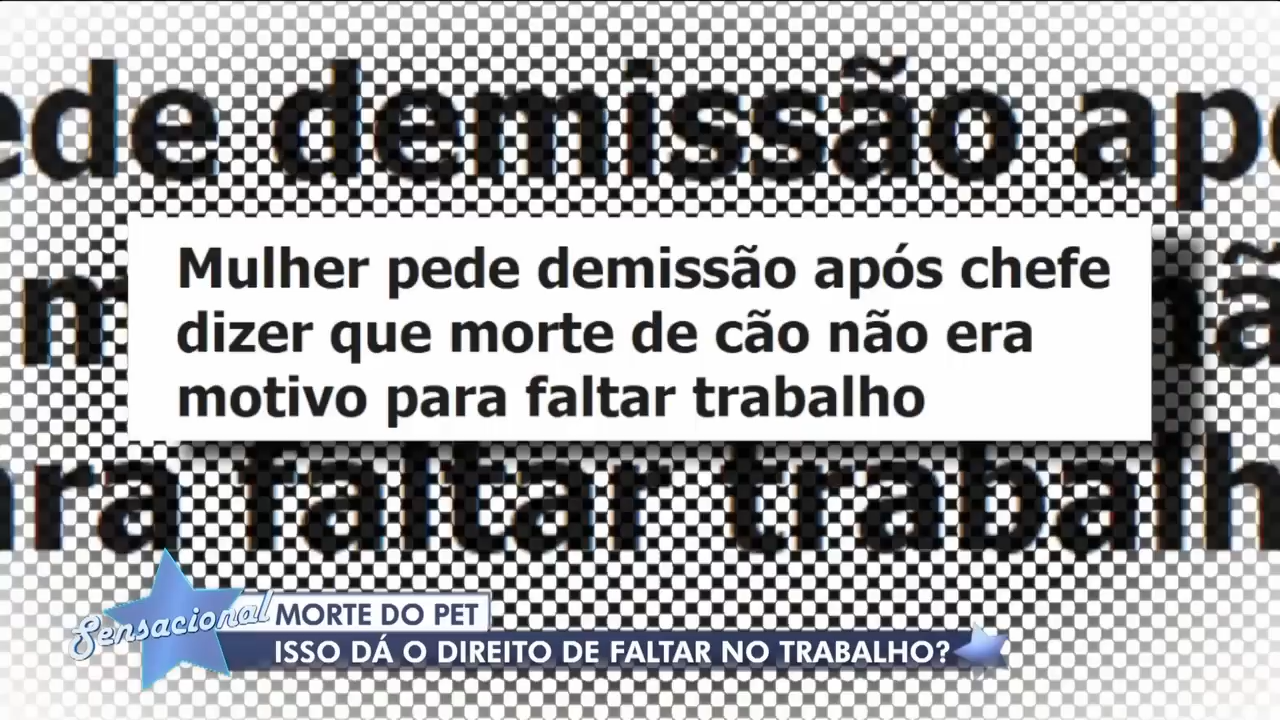 ede demissão apó
Mulher pede demissão após chefe
dizer que morte de cão não era
motivo para faltar trabalho
ara faltar trabalh
Sensacional
MORTE DO PET
ISSO DÁ O DIREITO DE FALTAR NO TRABALHO?